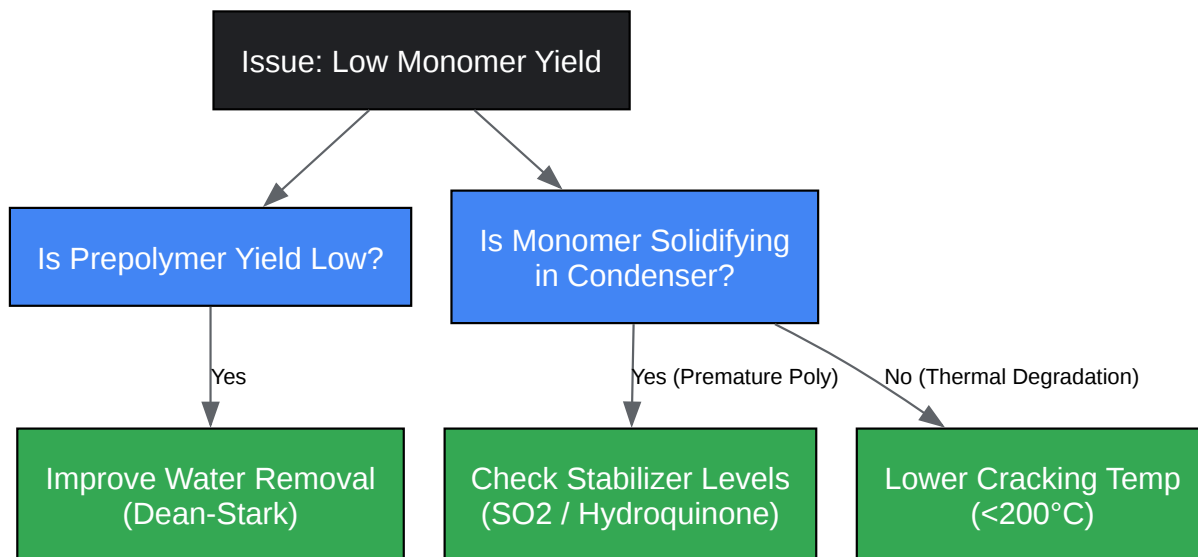 Issue: Low Monomer Yield
Is Prepolymer Yield Low?
Is Monomer Solidifying
in Condenser?
Yes
Yes (Premature Poly)
No (Thermal Degradation)
Improve Water Removal
(Dean-Stark)
Check Stabilizer Levels
(SO2 / Hydroquinone)
Lower Cracking Temp
(<200°C)